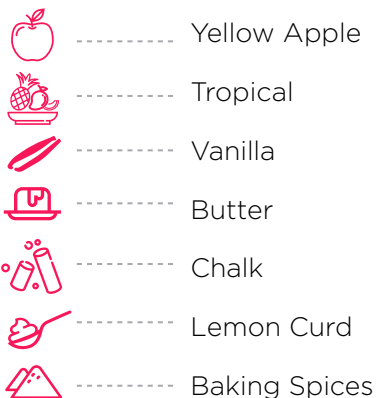 Yellow Apple
Tropical
Vanilla
Butter
Chalk
Lemon Curd
Baking Spices